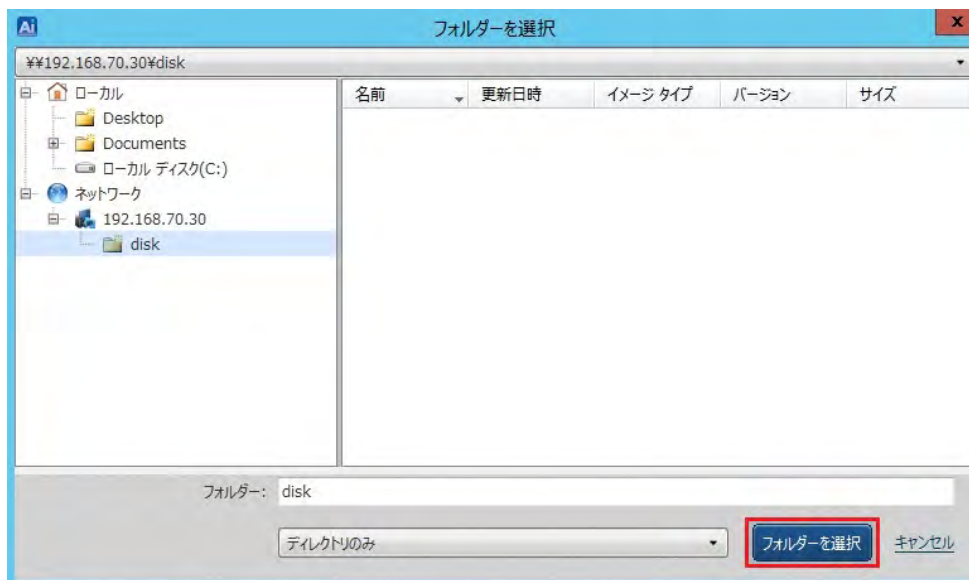 Ai
フォルダーを選択
x
¥¥192.168.70.30¥disk
ローカル
Desktop
Documents
ローカル ディスク(C:)
ネットワーク
192.168.70.30
disk
名前 更新日時 イメージ タイプ バージョン サイズ
フォルダー: disk
ディレクトリのみ フォルダーを選択 キャンセル